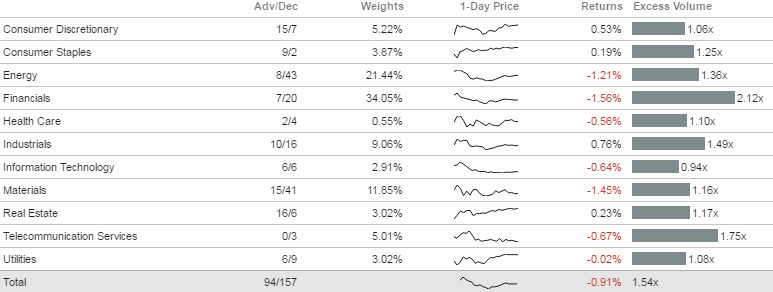 Adv/Dec Weights 1-Day Price Returns Excess Volume
Consumer Discretionary 15/7 5.22% 0.53% 1.06x
Consumer Staples 9/2 3.87% 0.19% 1.25x
Energy 8/43 21.44% -1.21% 1.36x
Financials 7/20 34.05% -1.56% 2.12x
Health Care 2/4 0.55% -0.56% 1.10x
Industrials 10/16 9.06% 0.76% 1.49x
Information Technology 6/6 2.91% -0.64% 0.94x
Materials 15/41 11.85% -1.45% 1.16x
Real Estate 16/6 3.02% 0.23% 1.17x
Telecommunication Services 0/3 5.01% -0.67% 1.75x
Utilities 6/9 3.02% -0.02% 1.08x
Total 94/157 -0.91% 1.54x